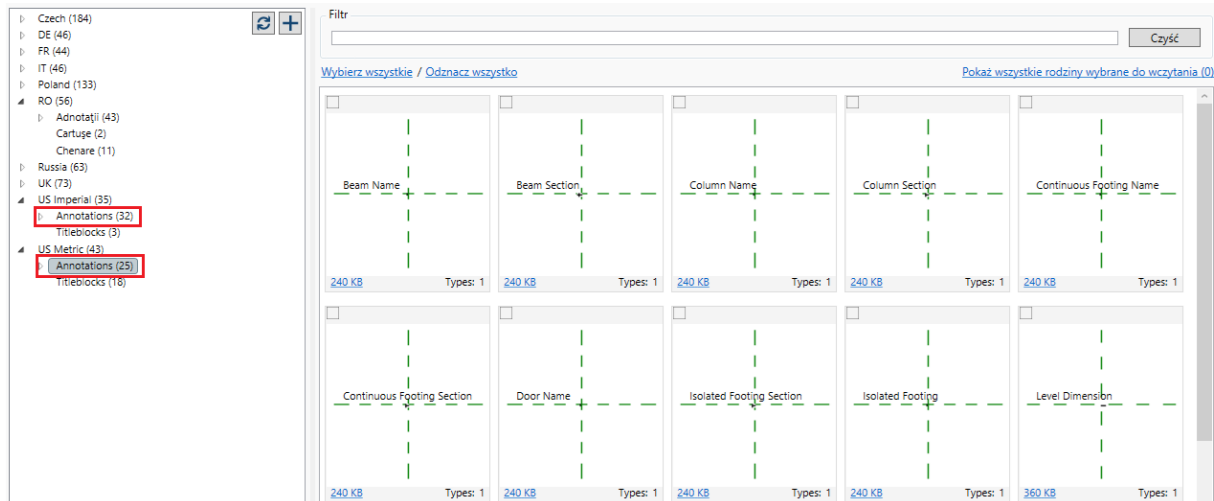 Czech (184)
DE (46)
FR (44)
IT (46)
Poland (133)
RO (56)
Adnotaţii (43)
Cartuşe (2)
Chenare (11)
Russia (63)
UK (73)
US Imperial (35)
Annotations (32)
Titleblocks (3)
US Metric (43)
Annotations (25)
Titleblocks (18)
Filtr
Czyść
Wybierz wszystkie / Odznacz wszystko
Pokaż wszystkie rodziny wybrane do wczytania (0)
Beam Name
240 KB Types: 1
Beam Section
240 KB Types: 1
Column Name
240 KB Types: 1
Column Section
240 KB Types: 1
Continuous Footing Name
240 KB Types: 1
Continuous Footing Section
240 KB Types: 1
Door Name
240 KB Types: 1
Isolated Footing Section
240 KB Types: 1
Isolated Footing
240 KB Types: 1
Level Dimension
360 KB Types: 1